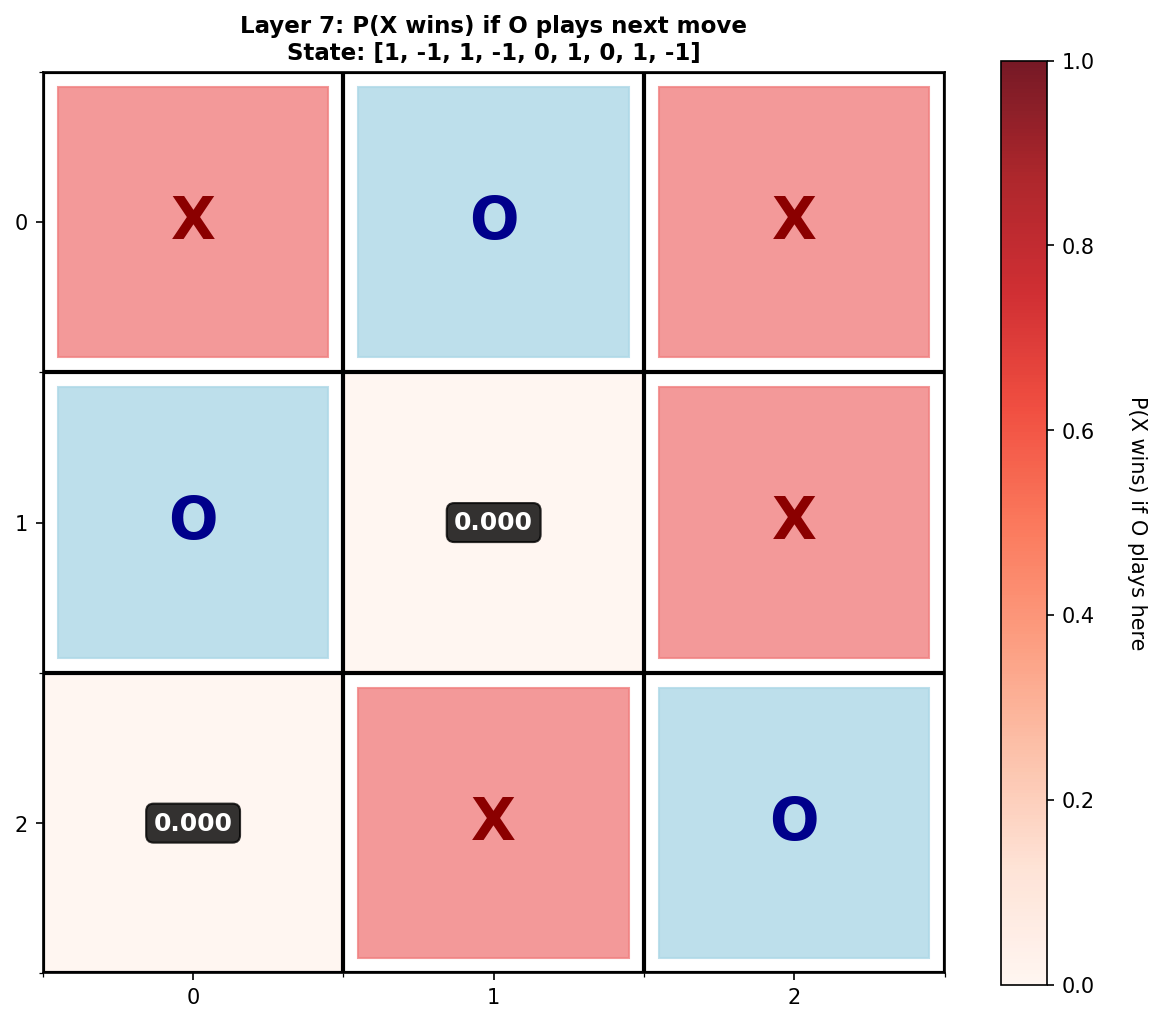 Layer 7: P(X wins) if O plays next move
State: [1, -1, 1, -1, 0, 1, 0, 1, -1]
0
X
O
X
1
O
0.000
X
2
0.000
X
O
0
1
2
1.0
0.8
0.6
0.4
0.2
0.0
P(X wins) if O plays here